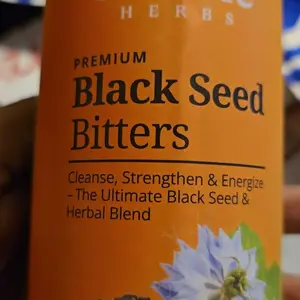 HERBS
PREMIUM
Black Seed
Bitters
Cleanse, Strengthen & Energize
- The Ultimate Black Seed &
Herbal Blend